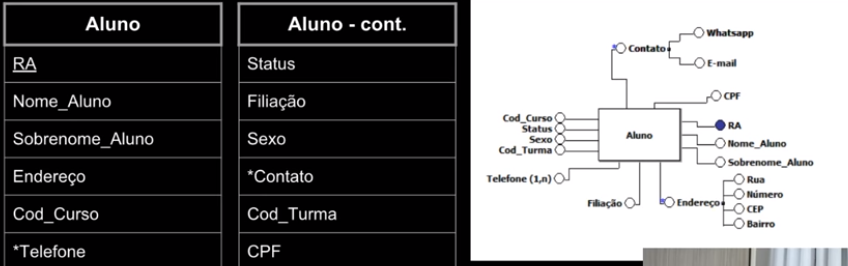 Aluno
RA
Nome_Aluno
Sobrenome_Aluno
Endereço
Cod_Curso
*Telefone
Aluno - cont.
Status
Filiação
Sexo
*Contato
Cod_Turma
CPF
Whatsapp
Contato
E-mail
CPF
Cod_Curso
Status
Sexo
Cod_Turma
Aluno
RA
Nome_Aluno
Sobrenome_Aluno
Telefone (1,n)
Filiação
Endereço
Rua
Número
CEP
Bairro